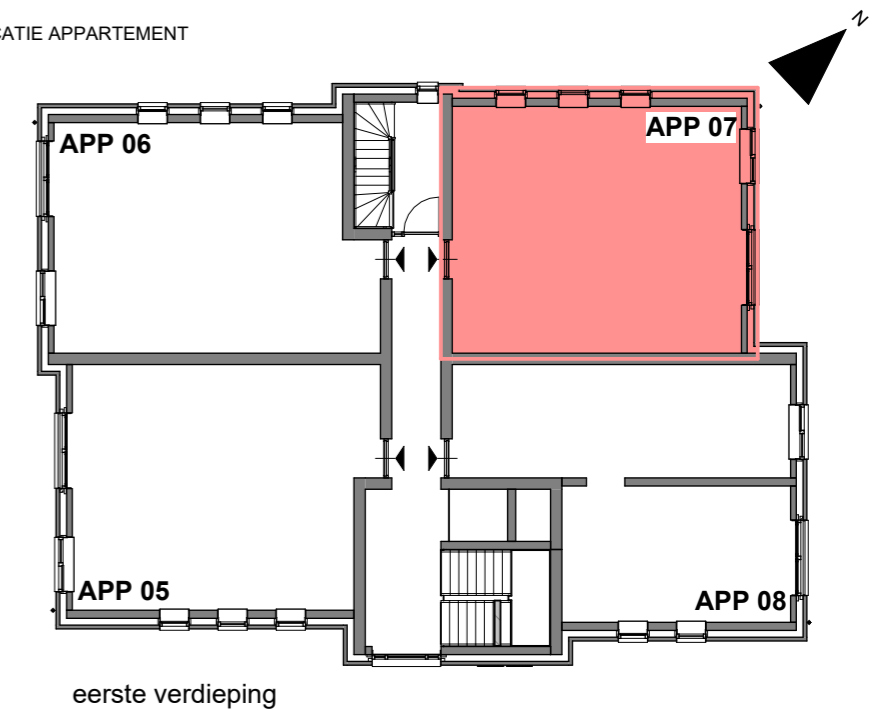 CATIE APPARTEMENT
N
APP 06
APP 07
APP 05
APP 08
eerste verdieping